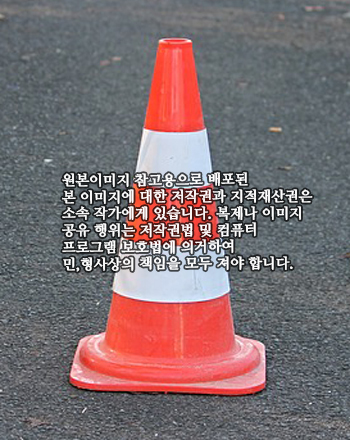 원본이미지 참고용으로 배포된
본 이미지에 대한 저작권과 지적재산권은
소속 작가에게 있습니다. 복제나 이미지
공유 행위는 저작권법 및 컴퓨터
프로그램 보호법에 의거하여
민,형사상의 책임을 모두 져야 합니다.